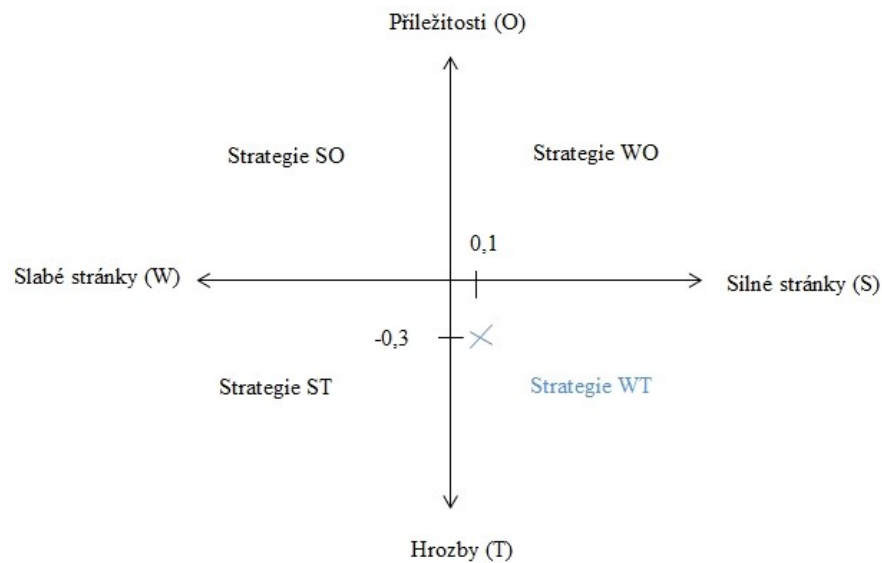 Příležitosti (O)
Strategie SO
Strategie WO
0,1
Slabé stránky (W)
Silné stránky (S)
-0,3
Strategie ST
Strategie WT
Hrozby (T)